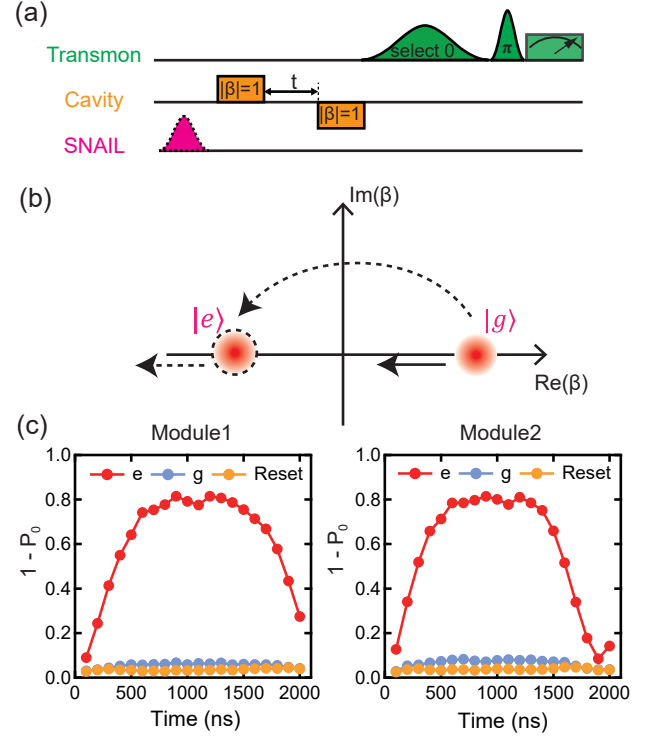 (a)
select 0
π
Transmon
|β|=1
t
Cavity
|β|=1
SNAIL
(b)
Im(β)
|e⟩
|g⟩
Re(β)
(c)
Module1
Module2
1.0
e
g
Reset
0.8
0.6
0.4
0.2
0.0
1 - P0
0
500
1000
1500
2000
Time (ns)
1.0
e
g
Reset
0.8
0.6
0.4
0.2
0.0
1 - P0
0
500
1000
1500
2000
Time (ns)